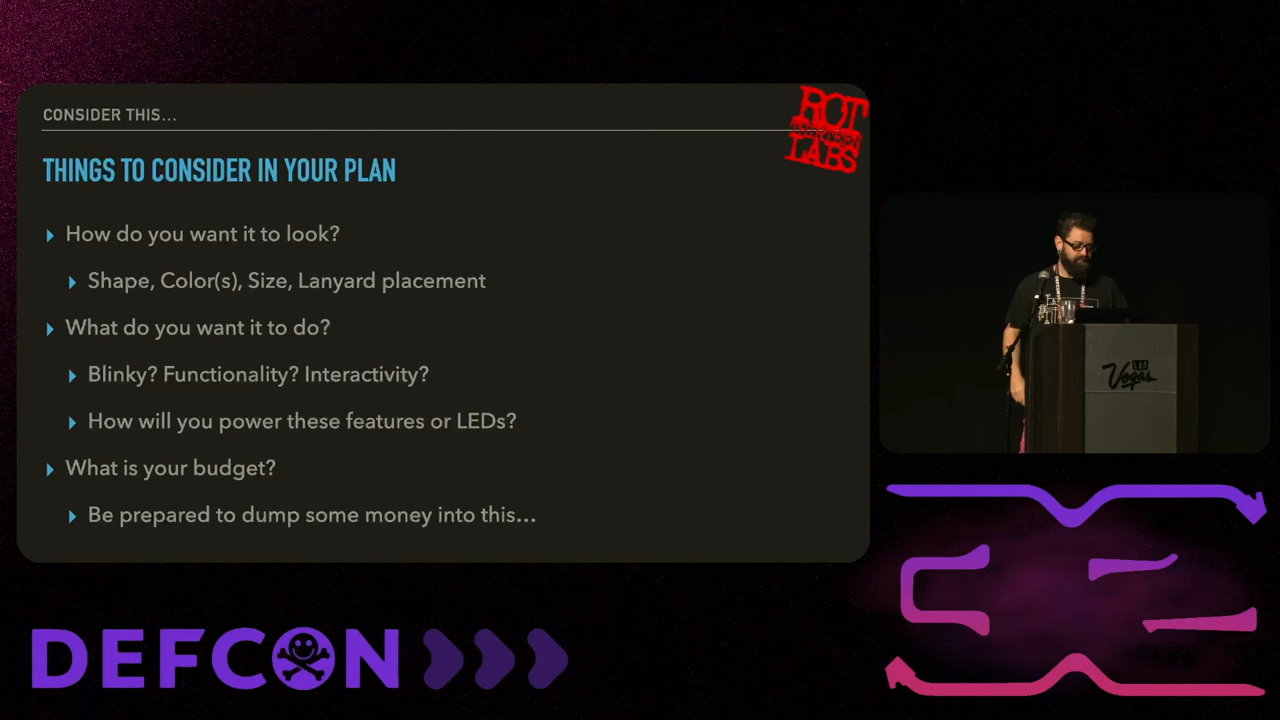 CONSIDER THIS...
ROT
THIRTEEN
LABS
THINGS TO CONSIDER IN YOUR PLAN
How do you want it to look?
Shape, Color(s), Size, Lanyard placement
What do you want it to do?
Blinky? Functionality? Interactivity?
How will you power these features or LEDs?
What is your budget?
Be prepared to dump some money into this...
LAS
Vegas
DEFCON